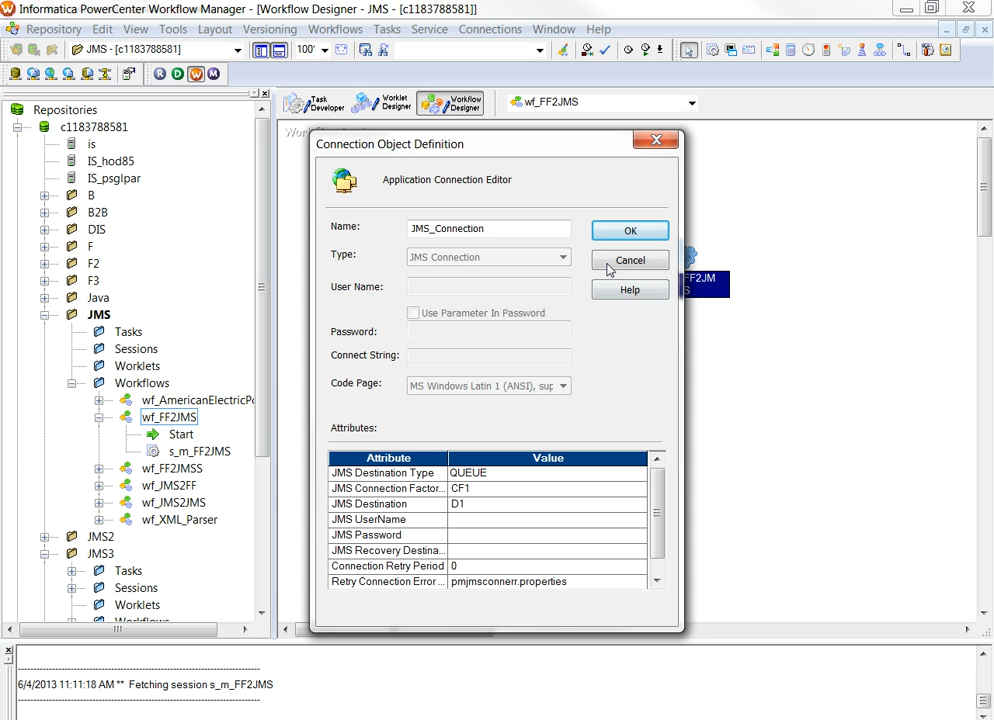 Informatica PowerCenter Workflow Manager - [Workflow Designer - JMS - [c1183788581]]
Repository Edit View Tools Layout Versioning Workflows Tasks Service Connections Window Help
JMS - [c1183788581]
100'
R D W M
Repositories
c1183788581
is
IS_hod85
IS_psglpar
B
B2B
DIS
F
F2
F3
Java
JMS
Tasks
Sessions
Worklets
Workflows
wf_AmericanElectricPo
wf_FF2JMS
Start
s_m_FF2JMS
wf_FF2JMSS
wf_JMS2FF
wf_JMS2JMS
wf_XML_Parser
JMS2
JMS3
Tasks
Sessions
Worklets
Task Developer
Worklet Designer
Workflow Designer
wf_FF2JMS
Connection Object Definition
Application Connection Editor
Name: JMS_Connection
OK
Type: JMS Connection
Cancel
User Name:
Help
Use Parameter In Password
Password:
Connect String:
Code Page: MS Windows Latin 1 (ANSI), sup
Attributes:
Attribute Value
JMS Destination Type QUEUE
JMS Connection Factor... CF1
JMS Destination D1
JMS UserName
JMS Password
JMS Recovery Destina...
Connection Retry Period 0
Retry Connection Error ... pmjmsconnerr.properties
FF2JM
S
----------------------------------------------------------
6/4/2013 11:11:18 AM ** Fetching session s_m_FF2JMS
----------------------------------------------------------